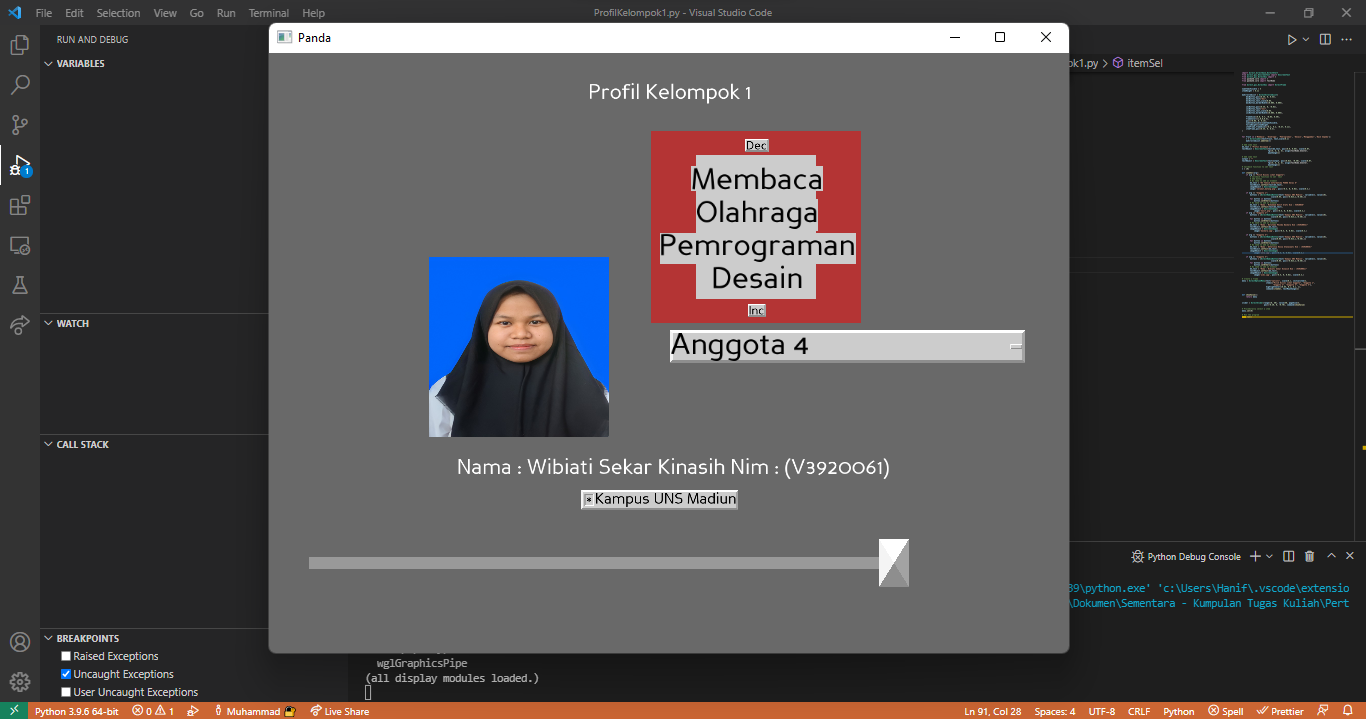 File Edit Selection View Go Run Terminal Help
ProfilKelompok1.py - Visual Studio Code
RUN AND DEBUG
VARIABLES
WATCH
CALL STACK
BREAKPOINTS
Raised Exceptions
Uncaught Exceptions
User Uncaught Exceptions
1
Panda
Profil Kelompok 1
Dec
Membaca
Olahraga
Pemrograman
Desain
Inc
Anggota 4
Nama : Wibiati Sekar Kinasih Nim : (V3920061)
*Kampus UNS Madiun
ok1.py > itemSel
Python Debug Console
39\python.exe' 'c:\Users\Hanif\.vscode\extensio
\Dokumen\Sementara - Kumpulan Tugas Kuliah\Pert
wglGraphicsPipe
(all display modules loaded.)
Python 3.9.6 64-bit 0 1 Muhammad Live Share Ln 91, Col 28 Spaces: 4 UTF-8 CRLF Python Spell Prettier